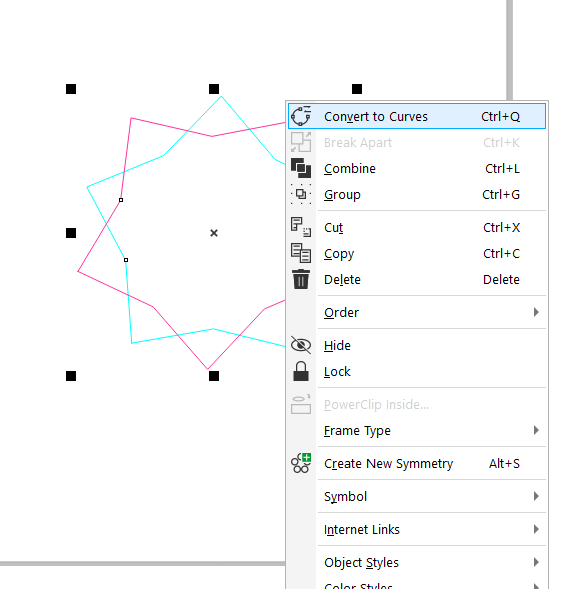 Convert to Curves Ctrl+Q
Break Apart Ctrl+K
Combine Ctrl+L
Group Ctrl+G
Cut Ctrl+X
Copy Ctrl+C
Delete Delete
Order
Hide
Lock
PowerClip Inside...
Frame Type
Create New Symmetry Alt+S
Symbol
Internet Links
Object Styles
Color Styles